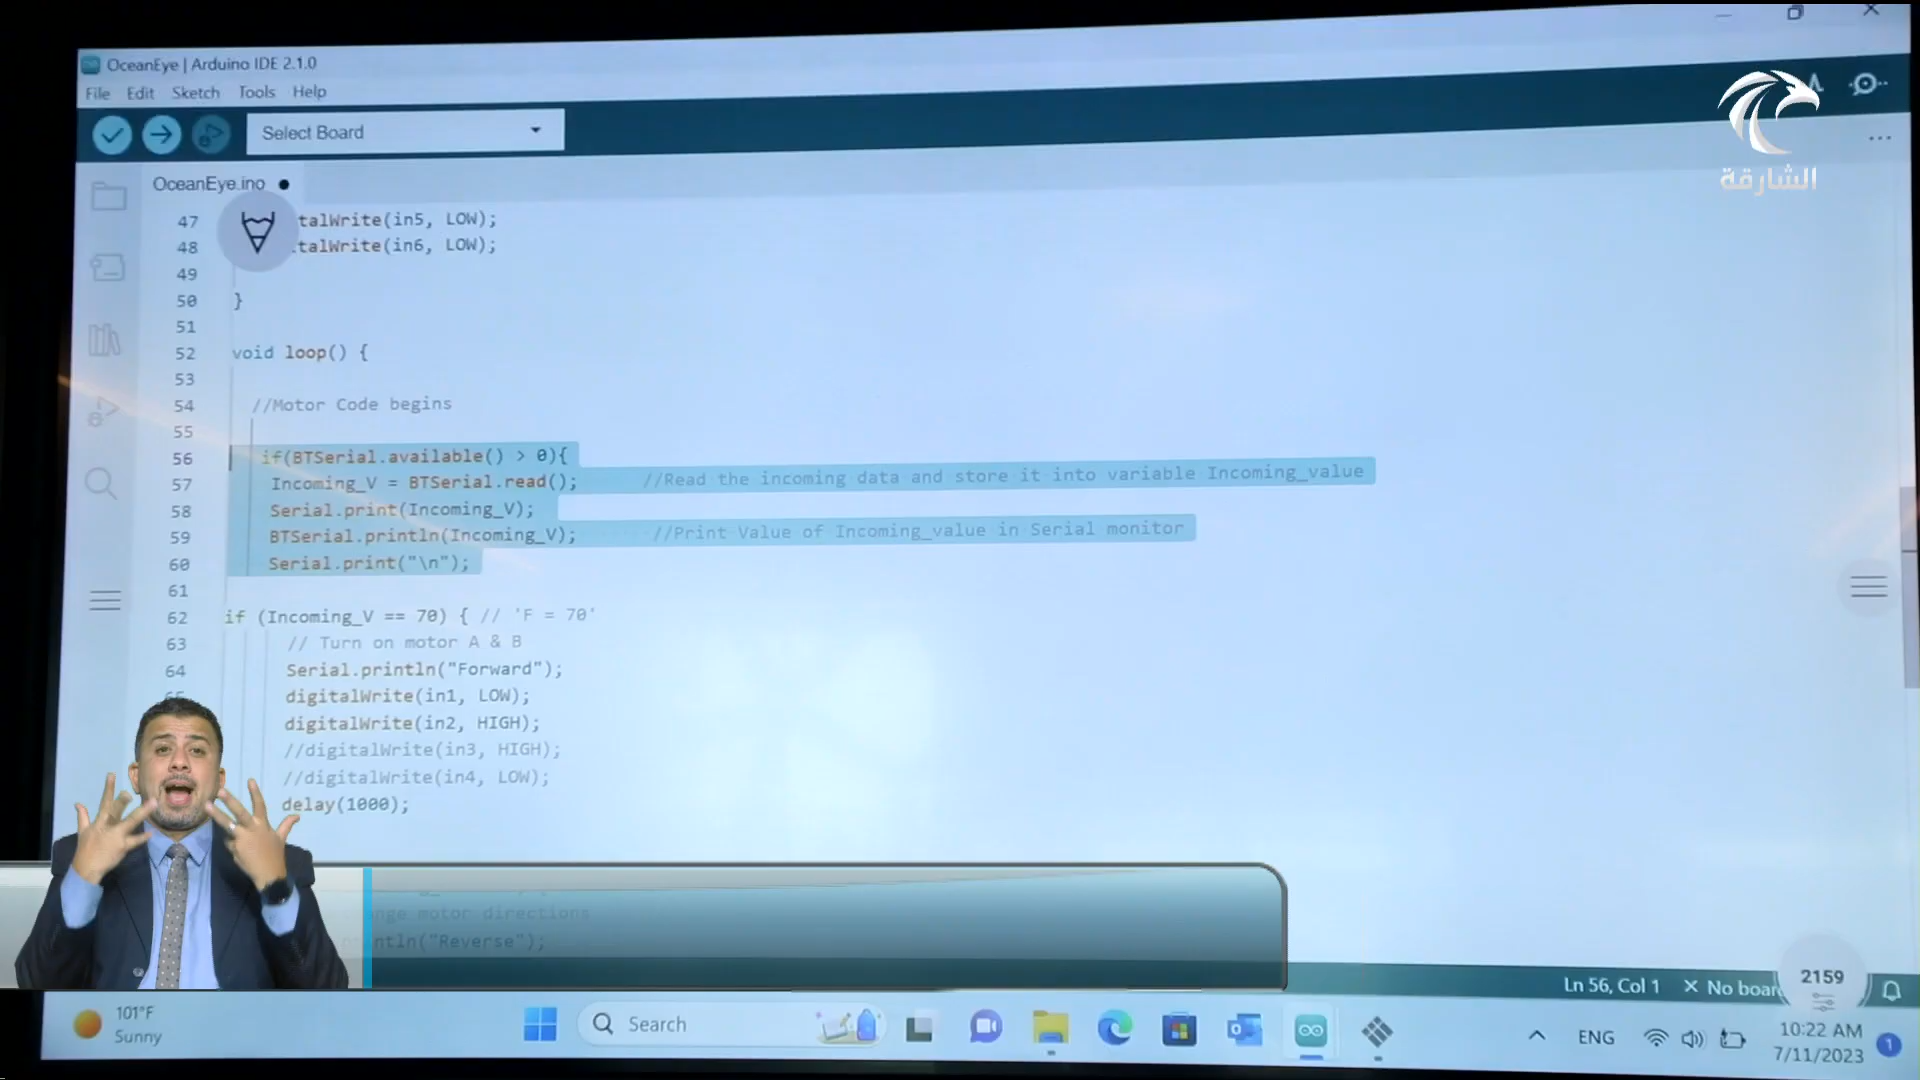 OceanEye | Arduino IDE 2.1.0
File Edit Sketch Tools Help
Select Board
الشارقة
OceanEye.ino
47 talWrite(in5, LOW);
48 talWrite(in6, LOW);
49
50 }
51
52 void loop() {
53
54 //Motor Code begins
55
56 if(BTSerial.available() > 0){
57 Incoming_V = BTSerial.read(); //Read the incoming data and store it into variable Incoming_value
58 Serial.print(Incoming_V);
59 BTSerial.println(Incoming_V); //Print Value of Incoming_value in Serial monitor
60 Serial.print("\n");
61
62 if (Incoming_V == 70) { // 'F = 70'
63 // Turn on motor A & B
64 Serial.println("Forward");
digitalWrite(in1, LOW);
digitalWrite(in2, HIGH);
//digitalWrite(in3, HIGH);
//digitalWrite(in4, LOW);
delay(1000);
motor directions
ntln("Reverse");
Ln 56, Col 1 × No boar
2159
101°F
Sunny
Search
ENG
10:22 AM
7/11/2023
1